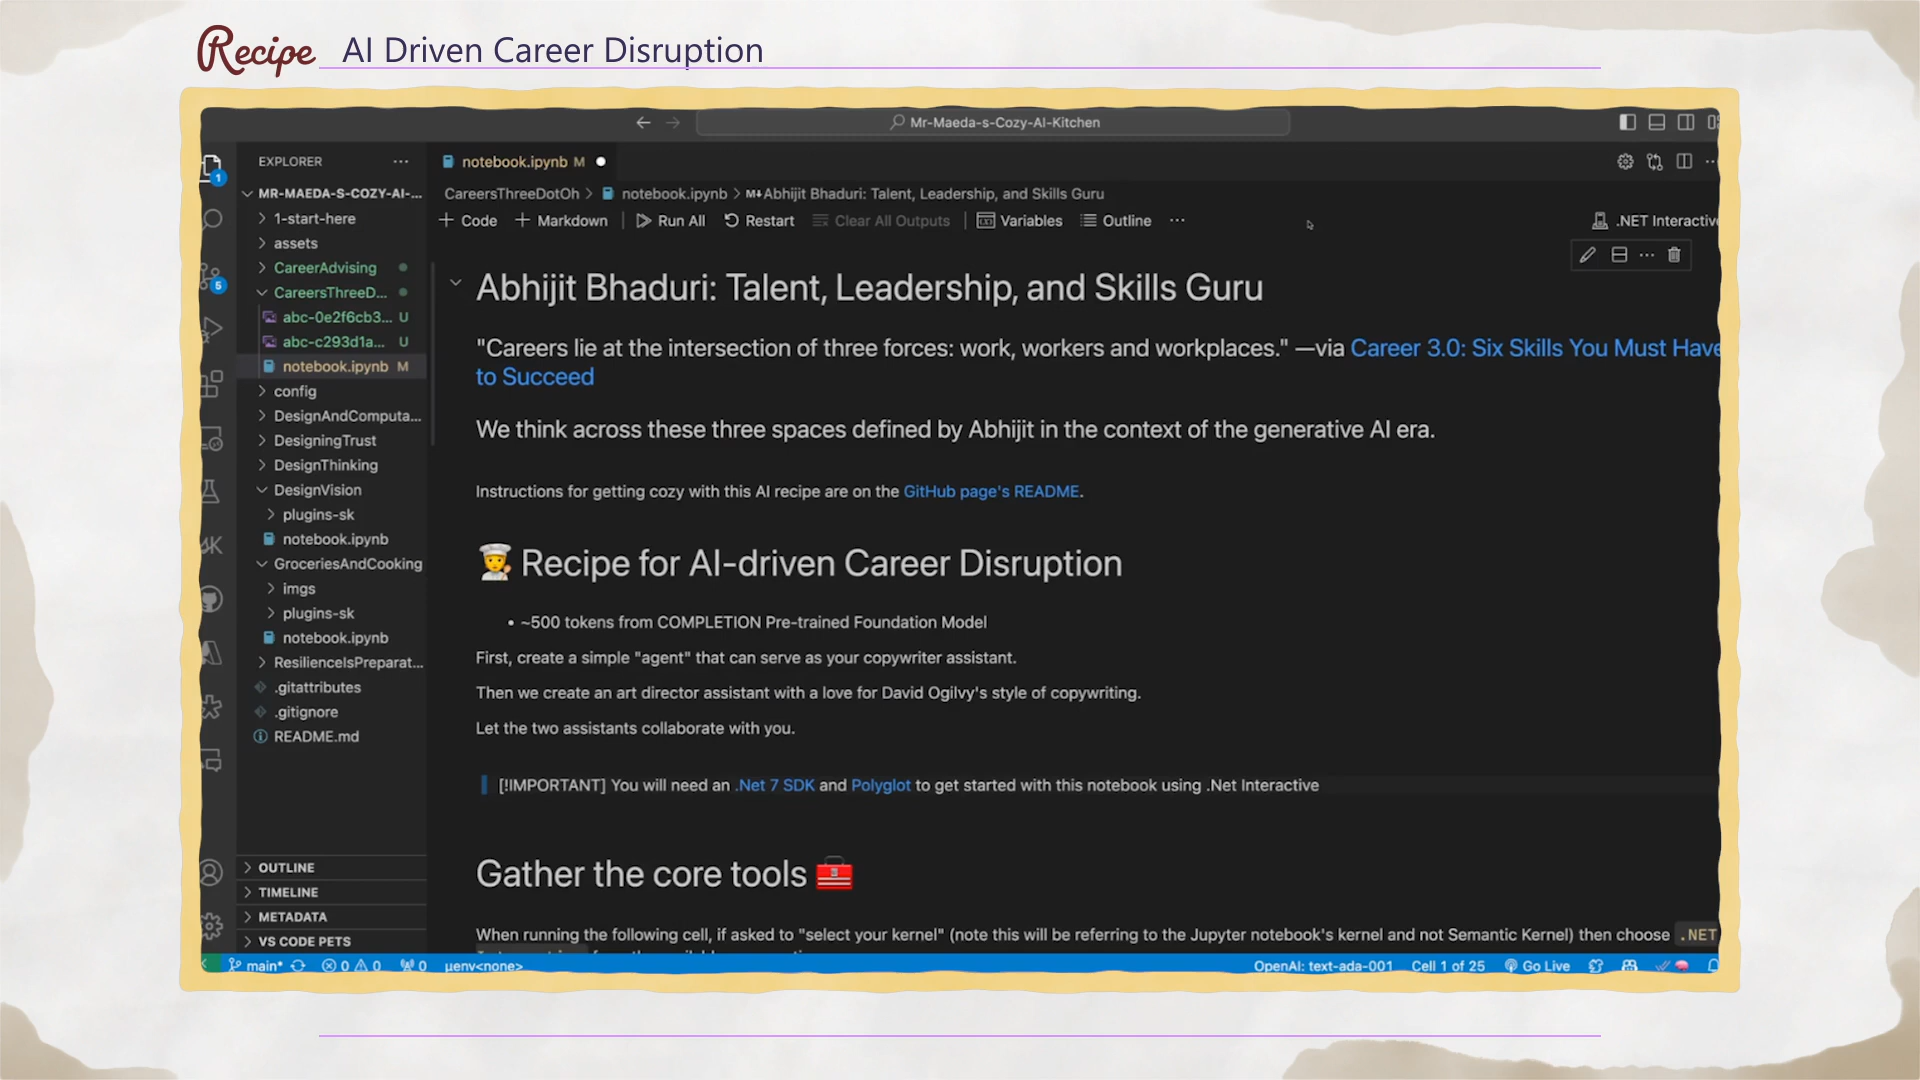 Recipe AI Driven Career Disruption
Mr-Maeda-s-Cozy-AI-Kitchen
EXPLORER ...
MR-MAEDA-S-COZY-AI-...
1-start-here
assets
CareerAdvising
CareersThreeD...
abc-0e2f6cb3... U
abc-c293d1a... U
notebook.ipynb M
config
DesignAndComputa...
DesigningTrust
DesignThinking
DesignVision
plugins-sk
notebook.ipynb
GroceriesAndCooking
imgs
plugins-sk
notebook.ipynb
ResilienceIsPreparat...
.gitattributes
.gitignore
README.md
OUTLINE
TIMELINE
METADATA
VS CODE PETS
1
5
notebook.ipynb M
CareersThreeDotOh > notebook.ipynb > M↓Abhijit Bhaduri: Talent, Leadership, and Skills Guru
+ Code + Markdown | Run All Restart Clear All Outputs | Variables Outline ...
.NET Interactive
Abhijit Bhaduri: Talent, Leadership, and Skills Guru
"Careers lie at the intersection of three forces: work, workers and workplaces." —via Career 3.0: Six Skills You Must Have
to Succeed
We think across these three spaces defined by Abhijit in the context of the generative AI era.
Instructions for getting cozy with this AI recipe are on the GitHub page's README.
Recipe for AI-driven Career Disruption
• ~500 tokens from COMPLETION Pre-trained Foundation Model
First, create a simple "agent" that can serve as your copywriter assistant.
Then we create an art director assistant with a love for David Ogilvy's style of copywriting.
Let the two assistants collaborate with you.
[!IMPORTANT] You will need an .Net 7 SDK and Polyglot to get started with this notebook using .Net Interactive
Gather the core tools
When running the following cell, if asked to "select your kernel" (note this will be referring to the Jupyter notebook's kernel and not Semantic Kernel) then choose .NET
main* 0 0 0 µenv<none> OpenAI: text-ada-001 Cell 1 of 25 Go Live